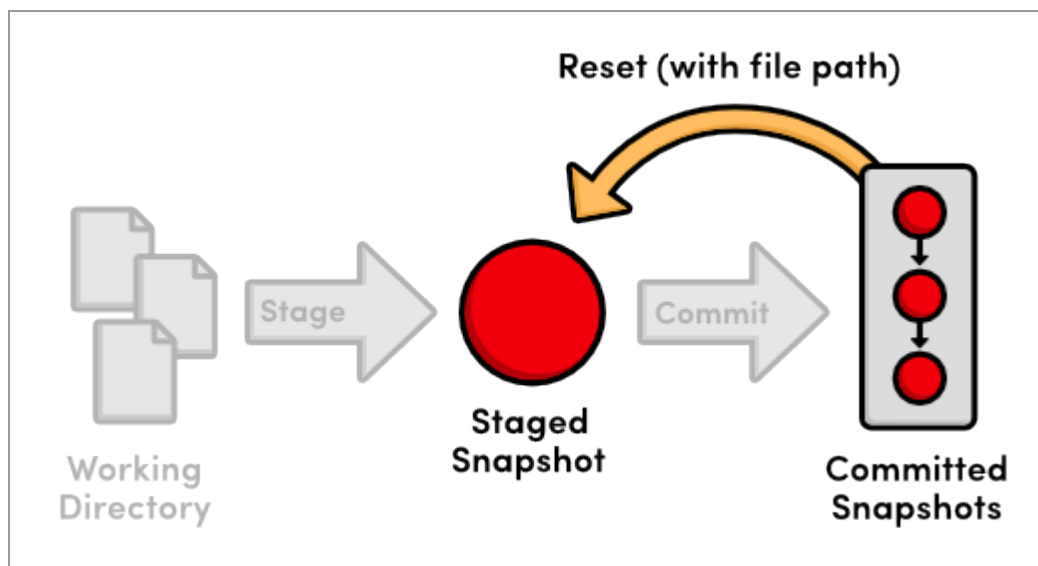 Reset (with file path)
Stage
Commit
Staged
Snapshot
Working
Directory
Committed
Snapshots